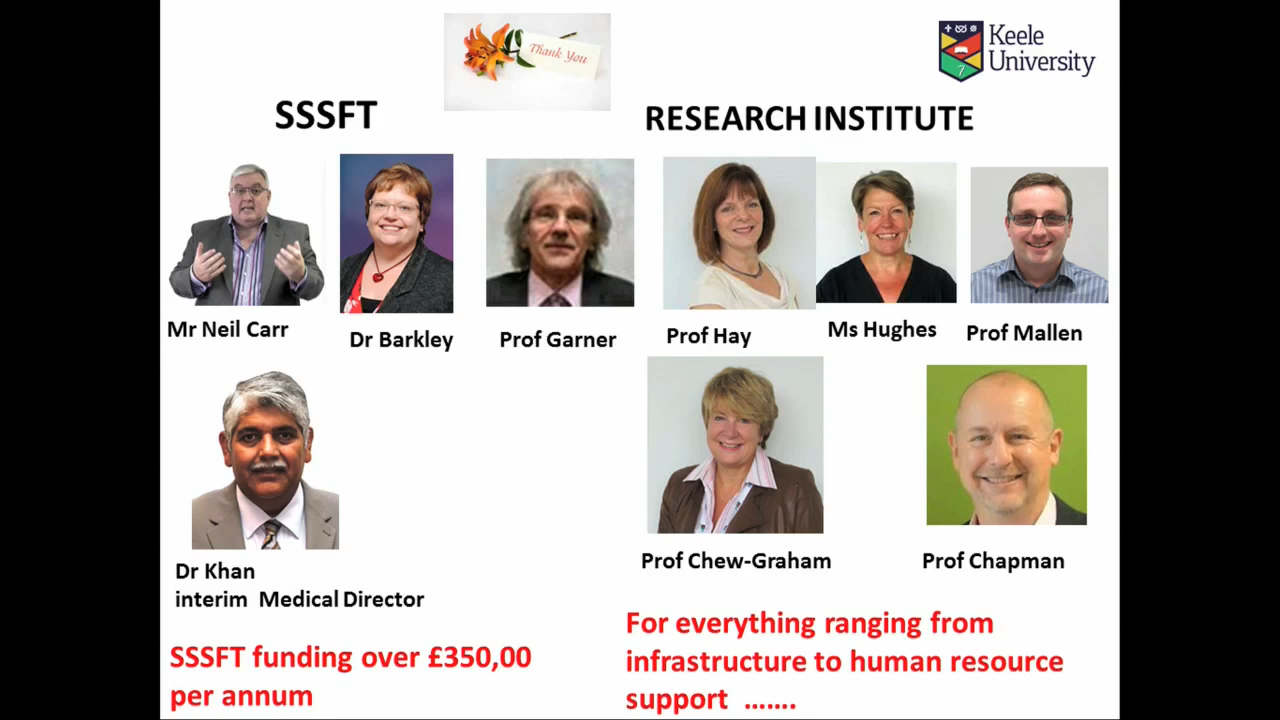 Thank You
Keele
University
SSSFT
RESEARCH INSTITUTE
Mr Neil Carr
Dr Barkley
Prof Garner
Prof Hay
Ms Hughes
Prof Mallen
Dr Khan
interim Medical Director
Prof Chew-Graham
Prof Chapman
SSSFT funding over £350,00
per annum
For everything ranging from
infrastructure to human resource
support …….